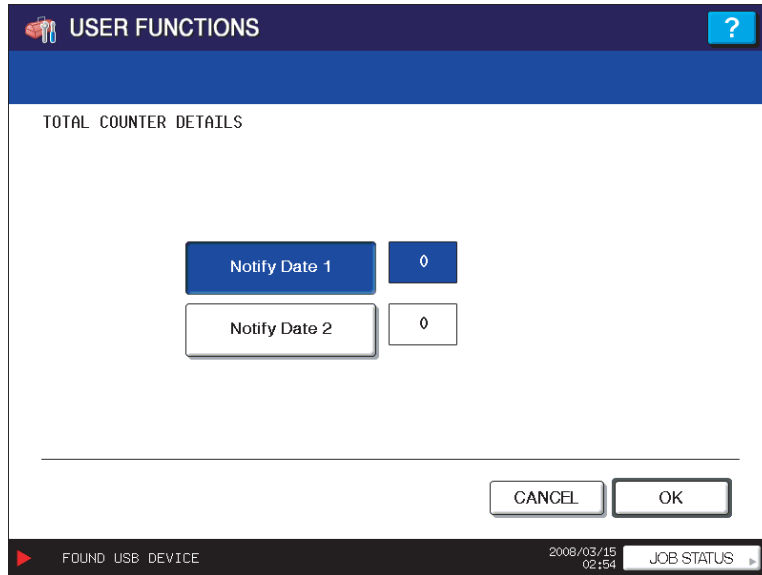 USER FUNCTIONS
?
TOTAL COUNTER DETAILS
Notify Date 1
0
Notify Date 2
0
CANCEL
OK
FOUND USB DEVICE
2008/03/15
02:54
JOB STATUS